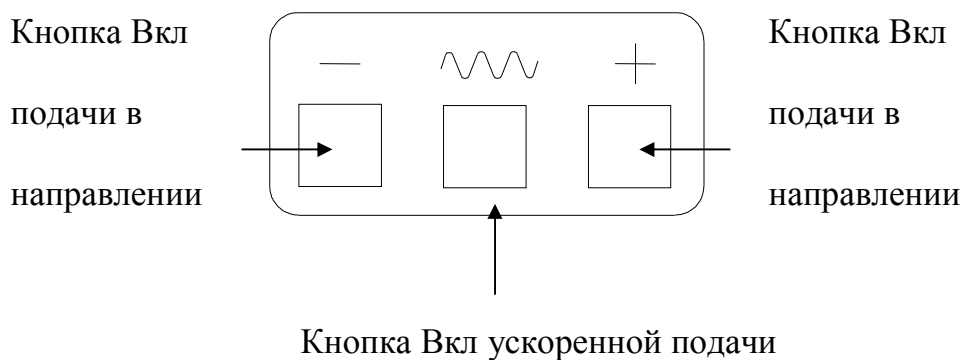 Кнопка Вкл
подачи в
направлении
Кнопка Вкл
подачи в
направлении
Кнопка Вкл ускоренной подачи